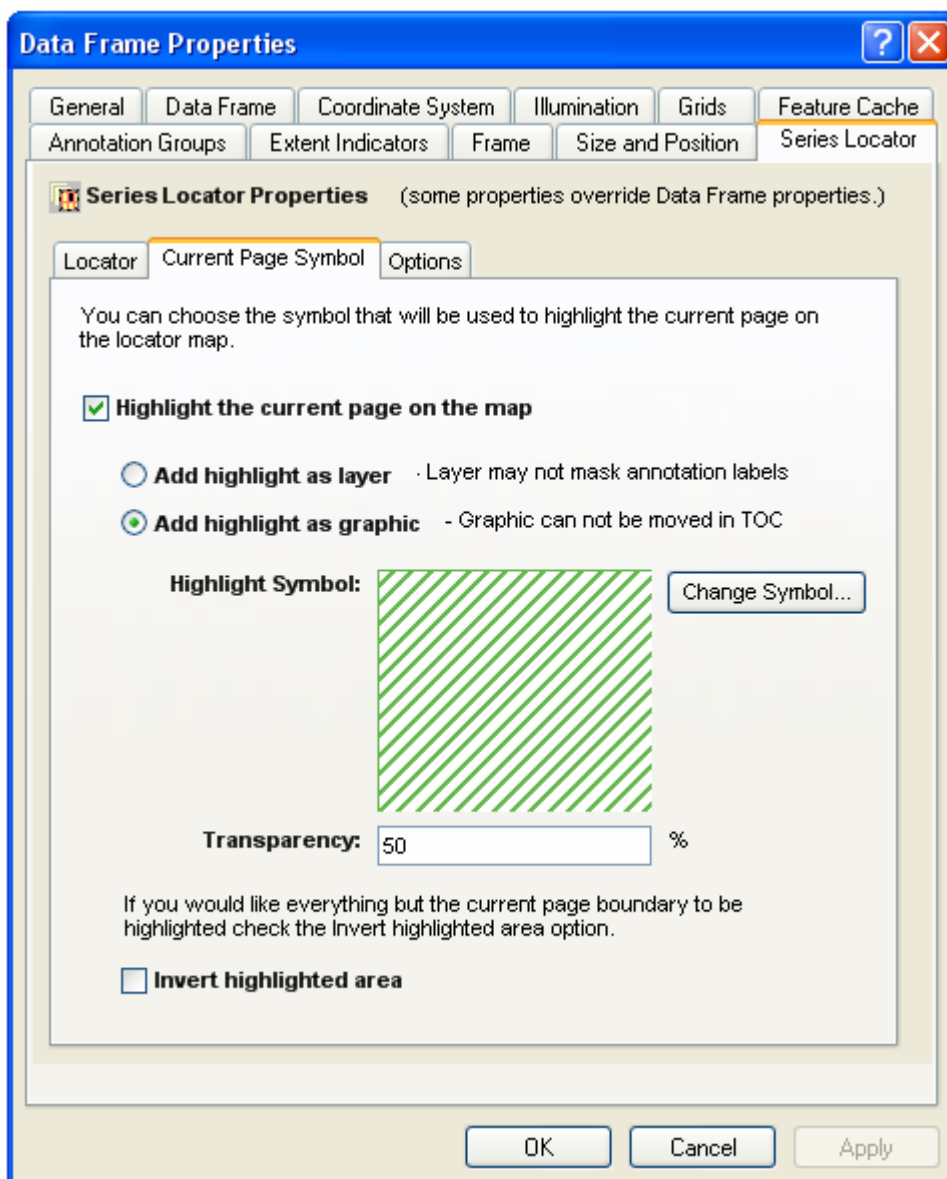 Data Frame Properties
General Data Frame Coordinate System Illumination Grids Feature Cache
Annotation Groups Extent Indicators Frame Size and Position Series Locator
Series Locator Properties (some properties override Data Frame properties.)
Locator Current Page Symbol Options
You can choose the symbol that will be used to highlight the current page on
the locator map.
Highlight the current page on the map
Add highlight as layer - Layer may not mask annotation labels
Add highlight as graphic - Graphic can not be moved in TOC
Highlight Symbol: Change Symbol...
Transparency: 50 %
If you would like everything but the current page boundary to be
highlighted check the Invert highlighted area option.
Invert highlighted area
OK Cancel Apply